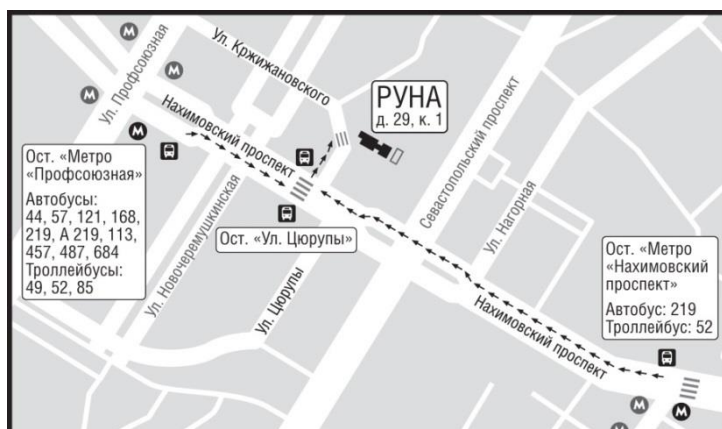 Ул. Профсоюзная
Ул. Кржижановского
Нахимовский проспект
РУНА
д. 29, к. 1
Севастопольский проспект
Ост. «Метро
«Профсоюзная»
Автобусы:
44, 57, 121, 168,
219, А 219, 113,
457, 487, 684
Троллейбусы:
49, 52, 85
Ул. Новочеремушкинская
Ост. «Ул. Цюрупы»
Ул. Цюрупы
Ул. Нагорная
Ост. «Метро
«Нахимовский
проспект»
Автобус: 219
Троллейбус: 52
Нахимовский проспект
М
М
М
М
М
М